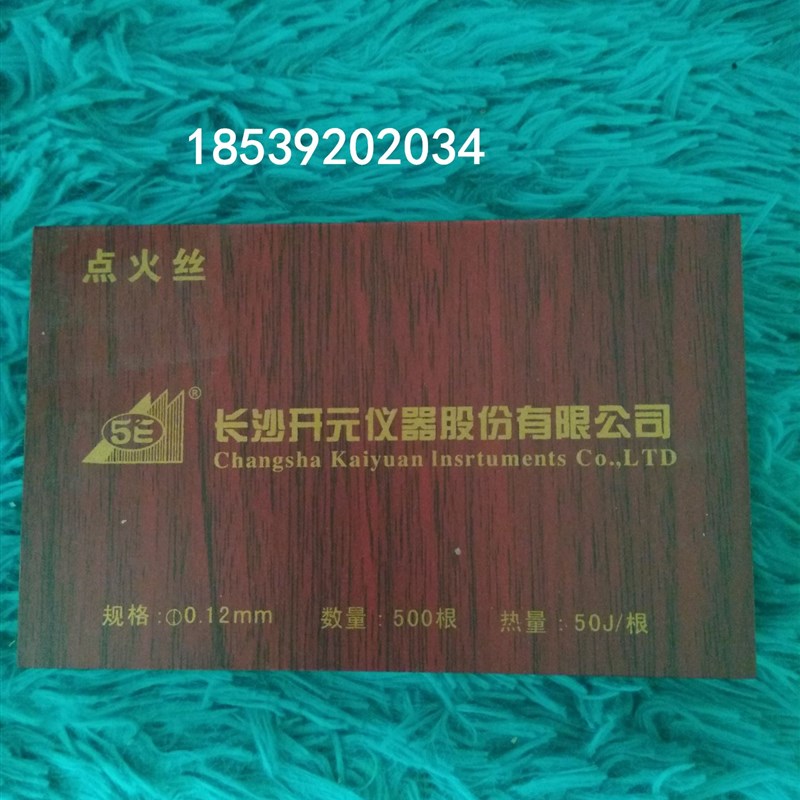 18539202034
点火丝
5E
®
长沙开元仪器股份有限公司
Changsha Kaiyuan Insrtuments Co.,LTD
规格:Φ0.12mm 数量:500根 热量:50J/根